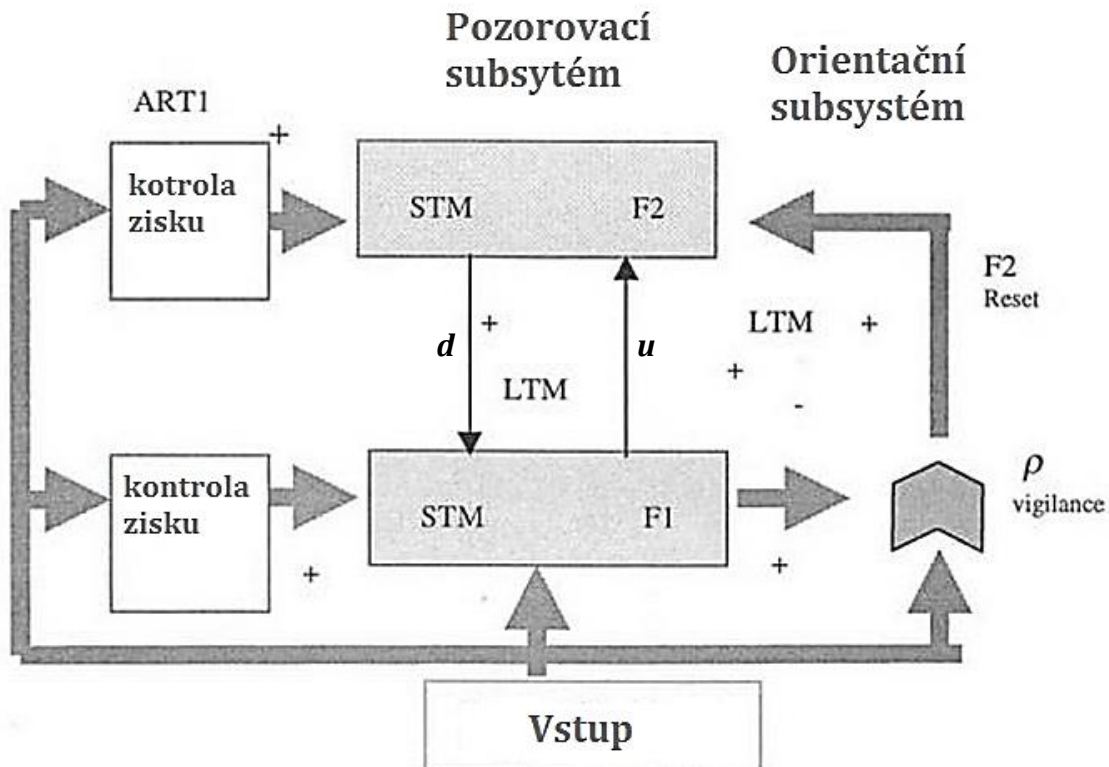 Pozorovací
subsytém
Orientační
subsystém
ART1
+
kotrola
zisku
STM
F2
F2
Reset
d
+
u
LTM
+
LTM
+
-
kontrola
zisku
STM
F1
ρ
vigilance
+
+
Vstup